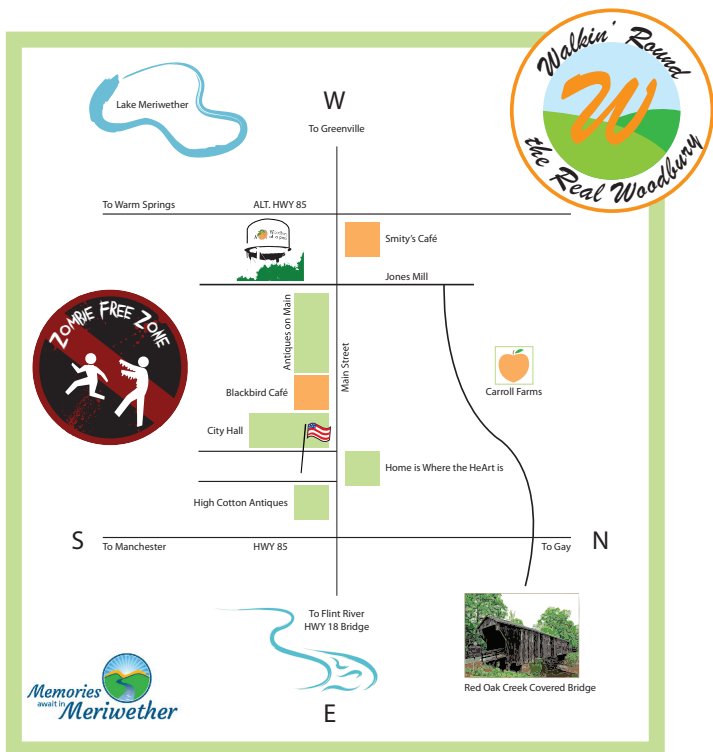 Walkin' Round
W
the Real Woodbury
Lake Meriwether
W
To Greenville
To Warm Springs
ALT. HWY 85
Smity's Café
Jones Mill
ZOMBIE FREE ZONE
Antiques on Main
Main Street
Blackbird Café
Carroll Farms
City Hall
Home is Where the HeArt is
High Cotton Antiques
S
To Manchester
HWY 85
To Gay
N
To Flint River
HWY 18 Bridge
Memories
await in
Meriwether
Red Oak Creek Covered Bridge
E